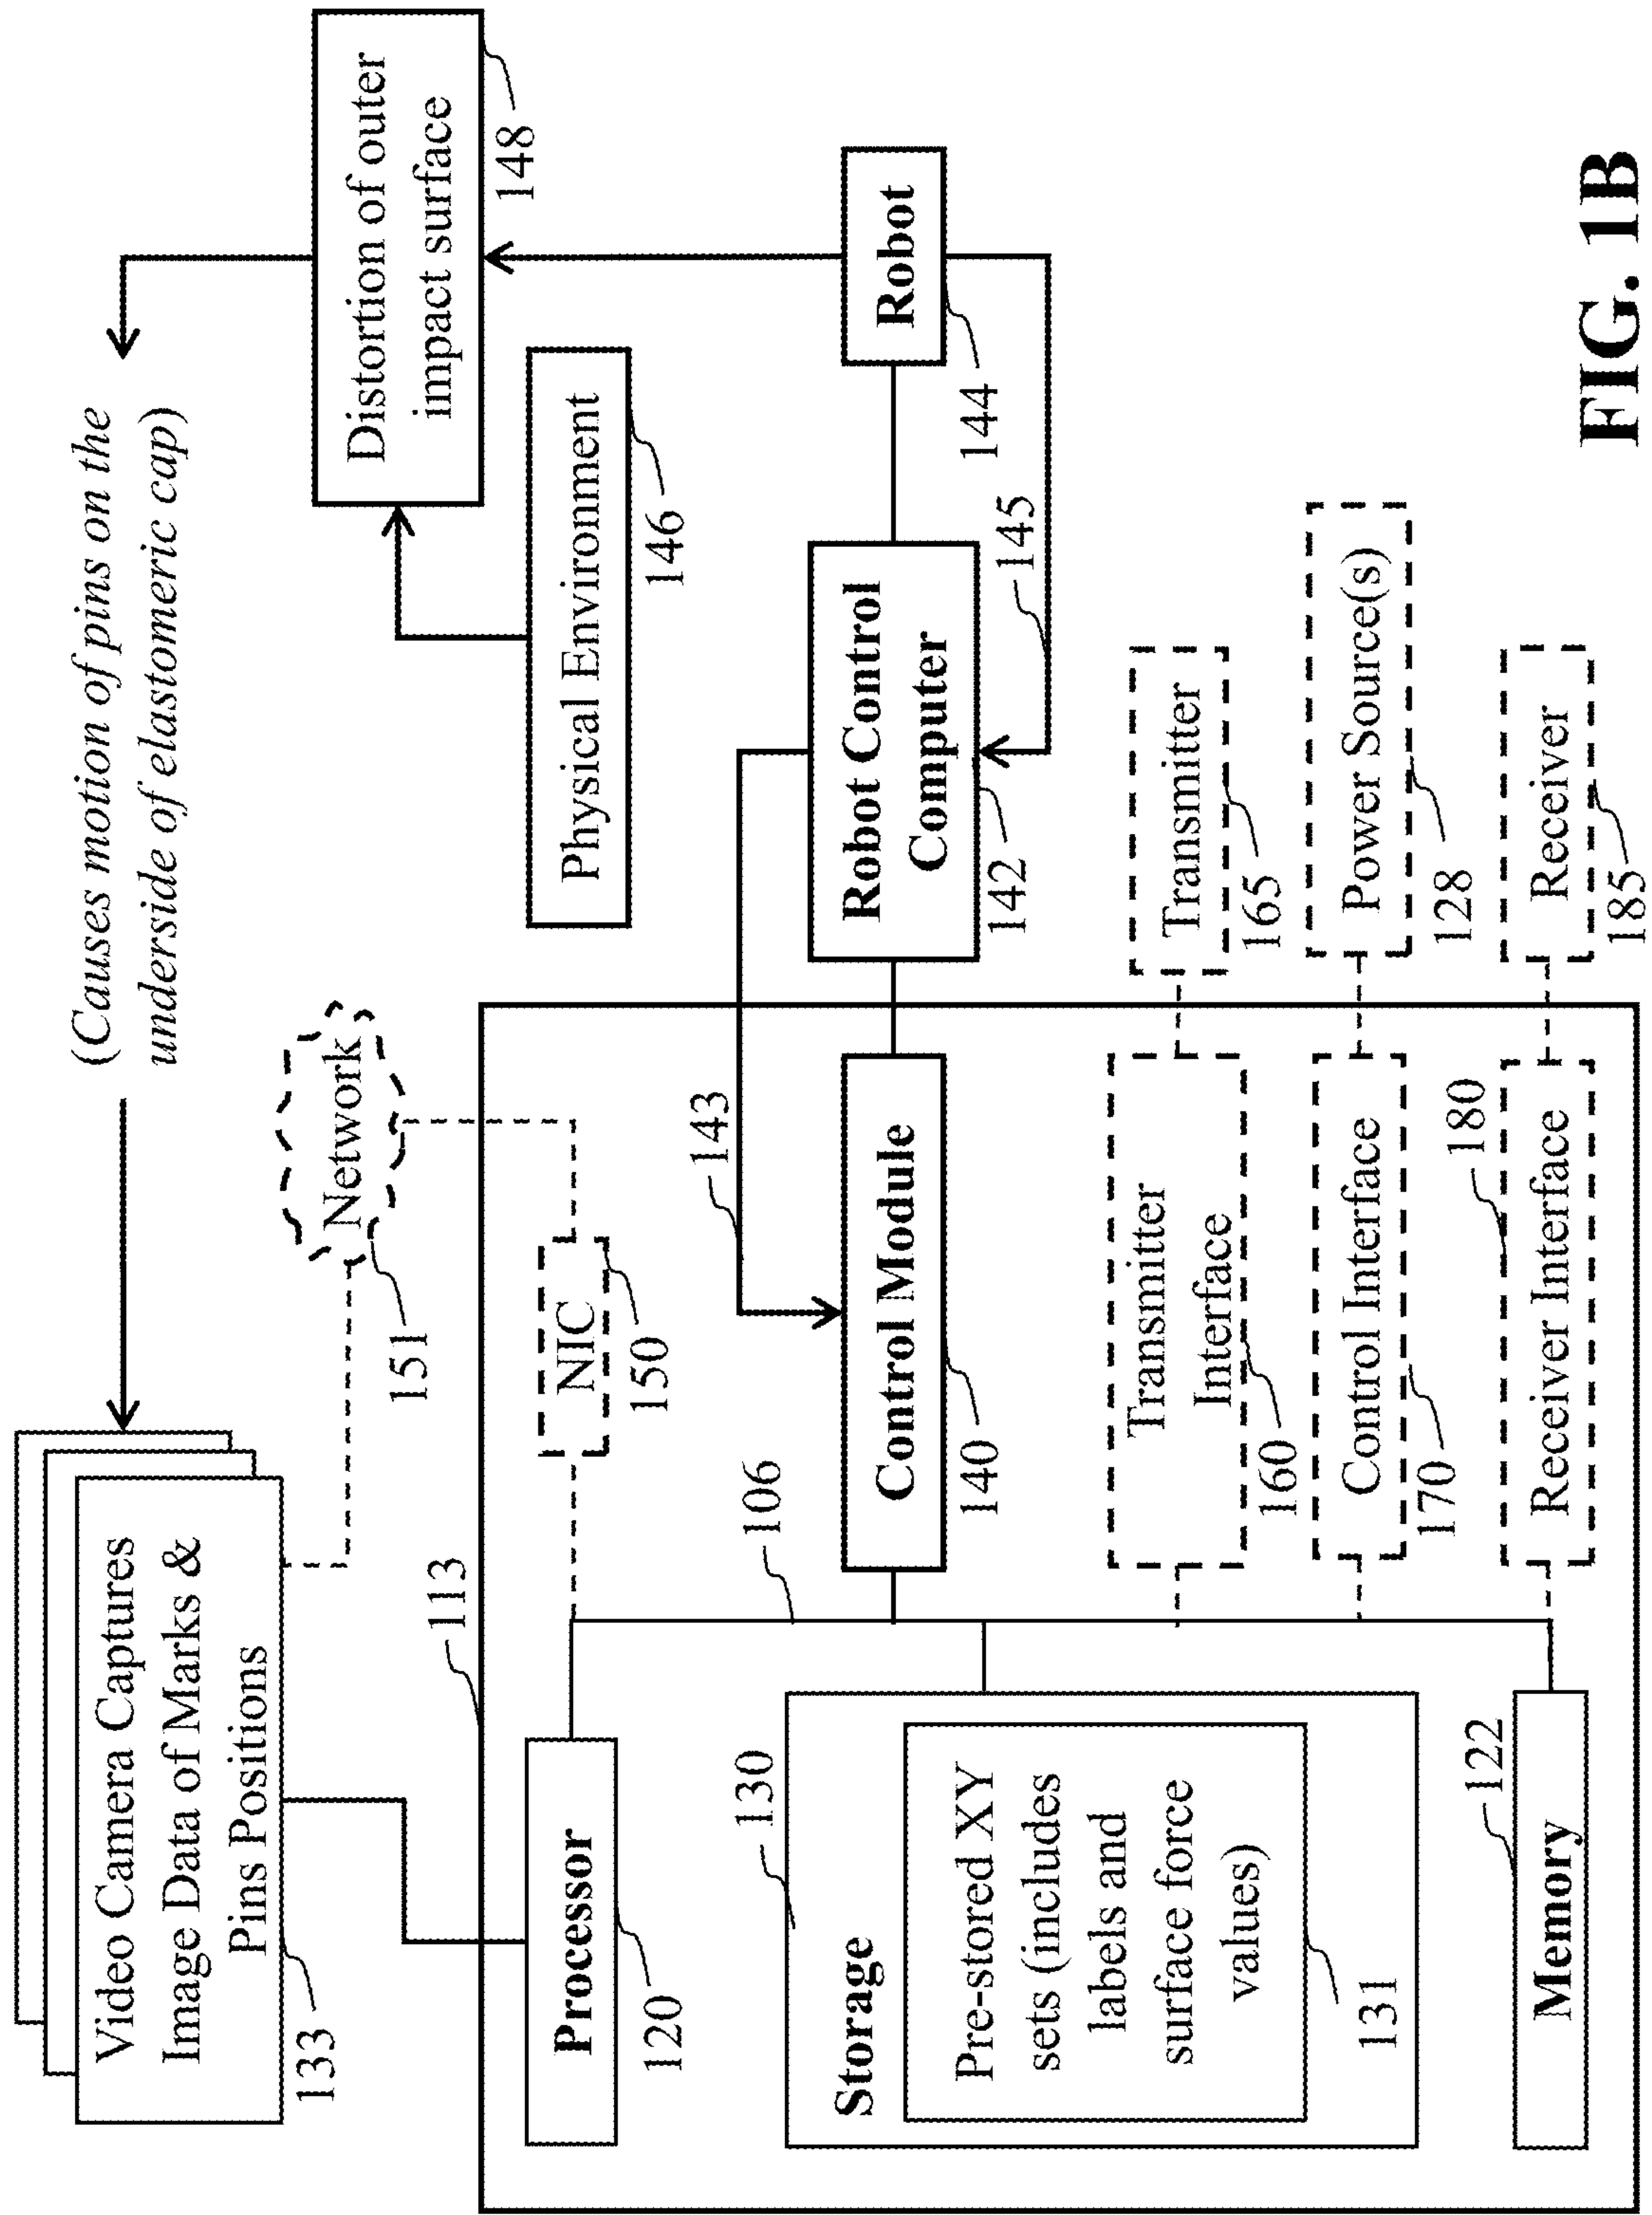 Video Camera Captures
Image Data of Marks &
Pins Positions
133
(Causes motion of pins on the
underside of elastomeric cap)
Distortion of outer
impact surface
148
Network
151
113
Processor
120
NIC
150
Physical Environment
146
106
143
Storage
130
Pre-stored XY
sets (includes
labels and
surface force
values)
131
Control Module
140
Robot Control
Computer
142
Robot
144
145
Transmitter
Interface
160
Transmitter
165
Control Interface
170
Power Source(s)
128
Memory
122
Receiver Interface
180
Receiver
185
FIG. 1B